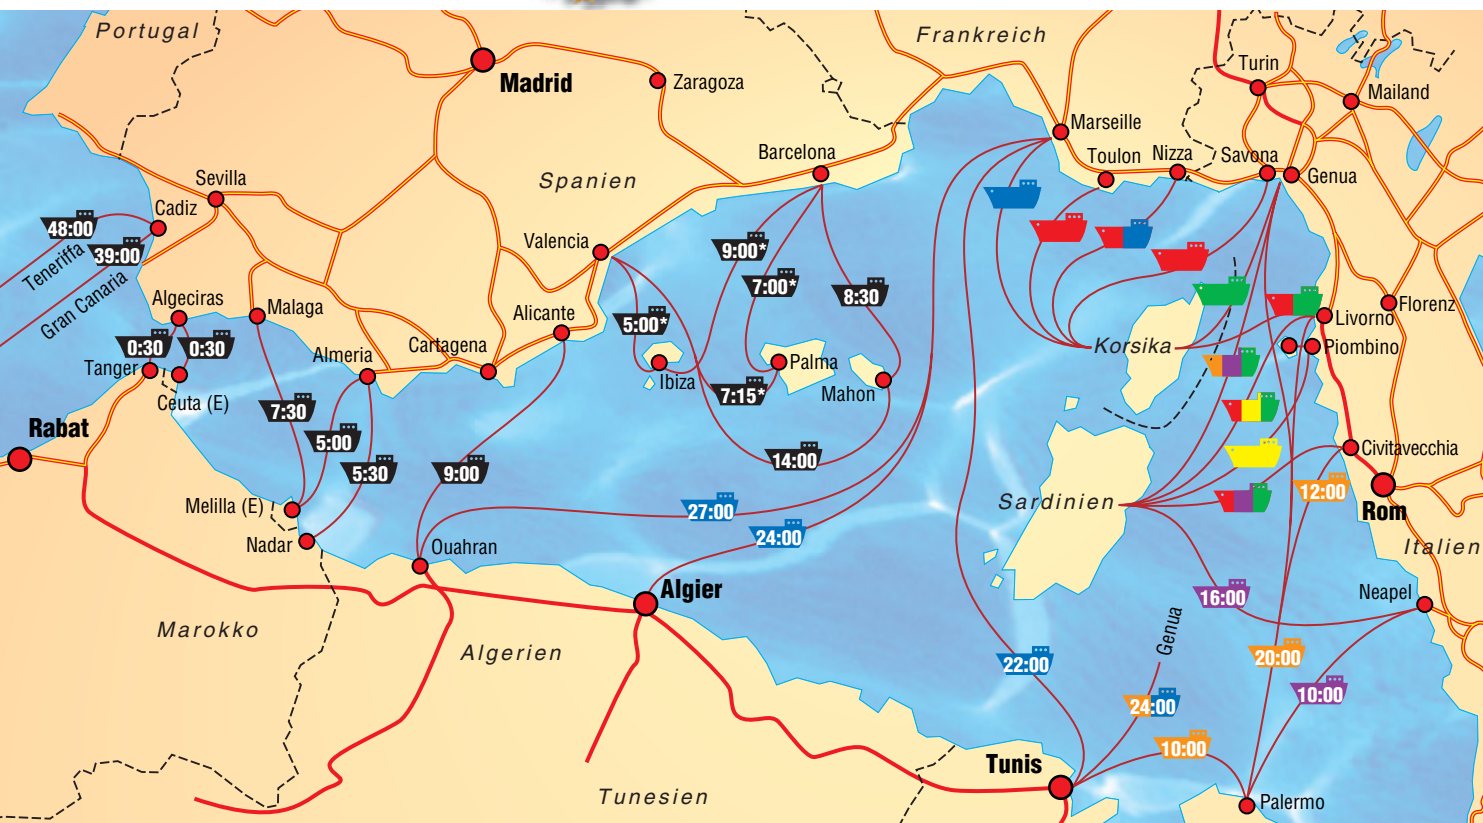 Portugal
Frankreich
Madrid
Zaragoza
Turin
Mailand
Marseille
Barcelona
Toulon
Nizza
Savona
Genua
Spanien
Sevilla
Cadiz
48:00
39:00
Teneriffa
Gran Canaria
Valencia
9:00*
7:00*
8:30
5:00*
Algeciras
Malaga
Alicante
Florenz
Livorno
0:30
0:30
Almeria
Cartagena
Korsika
Piombino
Tanger
Ceuta (E)
Ibiza
Palma
7:15*
Mahon
7:30
5:00
Rabat
14:00
Civitavecchia
5:30
9:00
Rom
12:00
Melilla (E)
27:00
Sardinien
24:00
Nadar
Ouahran
Italien
Algier
16:00
Neapel
Marokko
Algerien
Genua
22:00
20:00
10:00
24:00
10:00
Tunis
Tunesien
Palermo